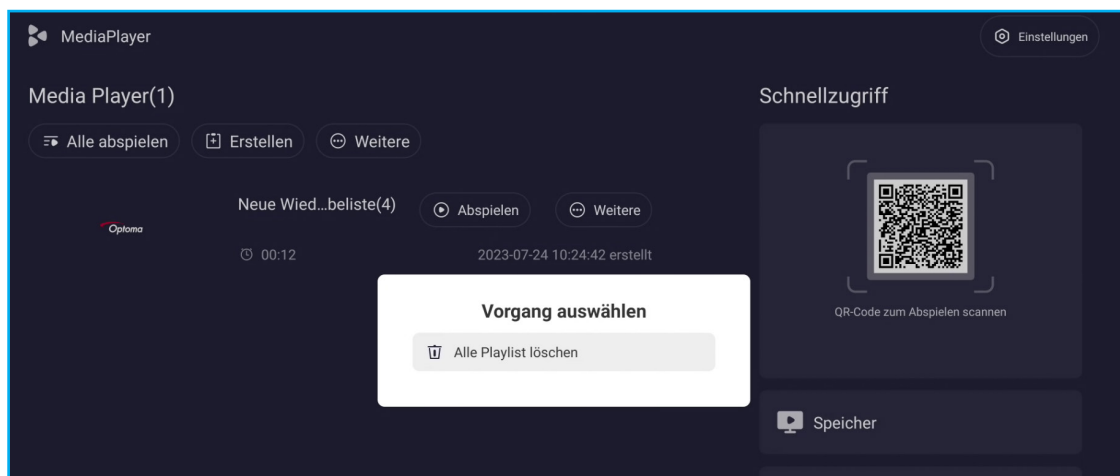 MediaPlayer
Einstellungen
Media Player(1)
Alle abspielen
Erstellen
Weitere
Optoma
Neue Wied...beliste(4)
Abspielen
Weitere
00:12
2023-07-24 10:24:42 erstellt
Vorgang auswählen
Alle Playlist löschen
Schnellzugriff
QR-Code zum Abspielen scannen
Speicher